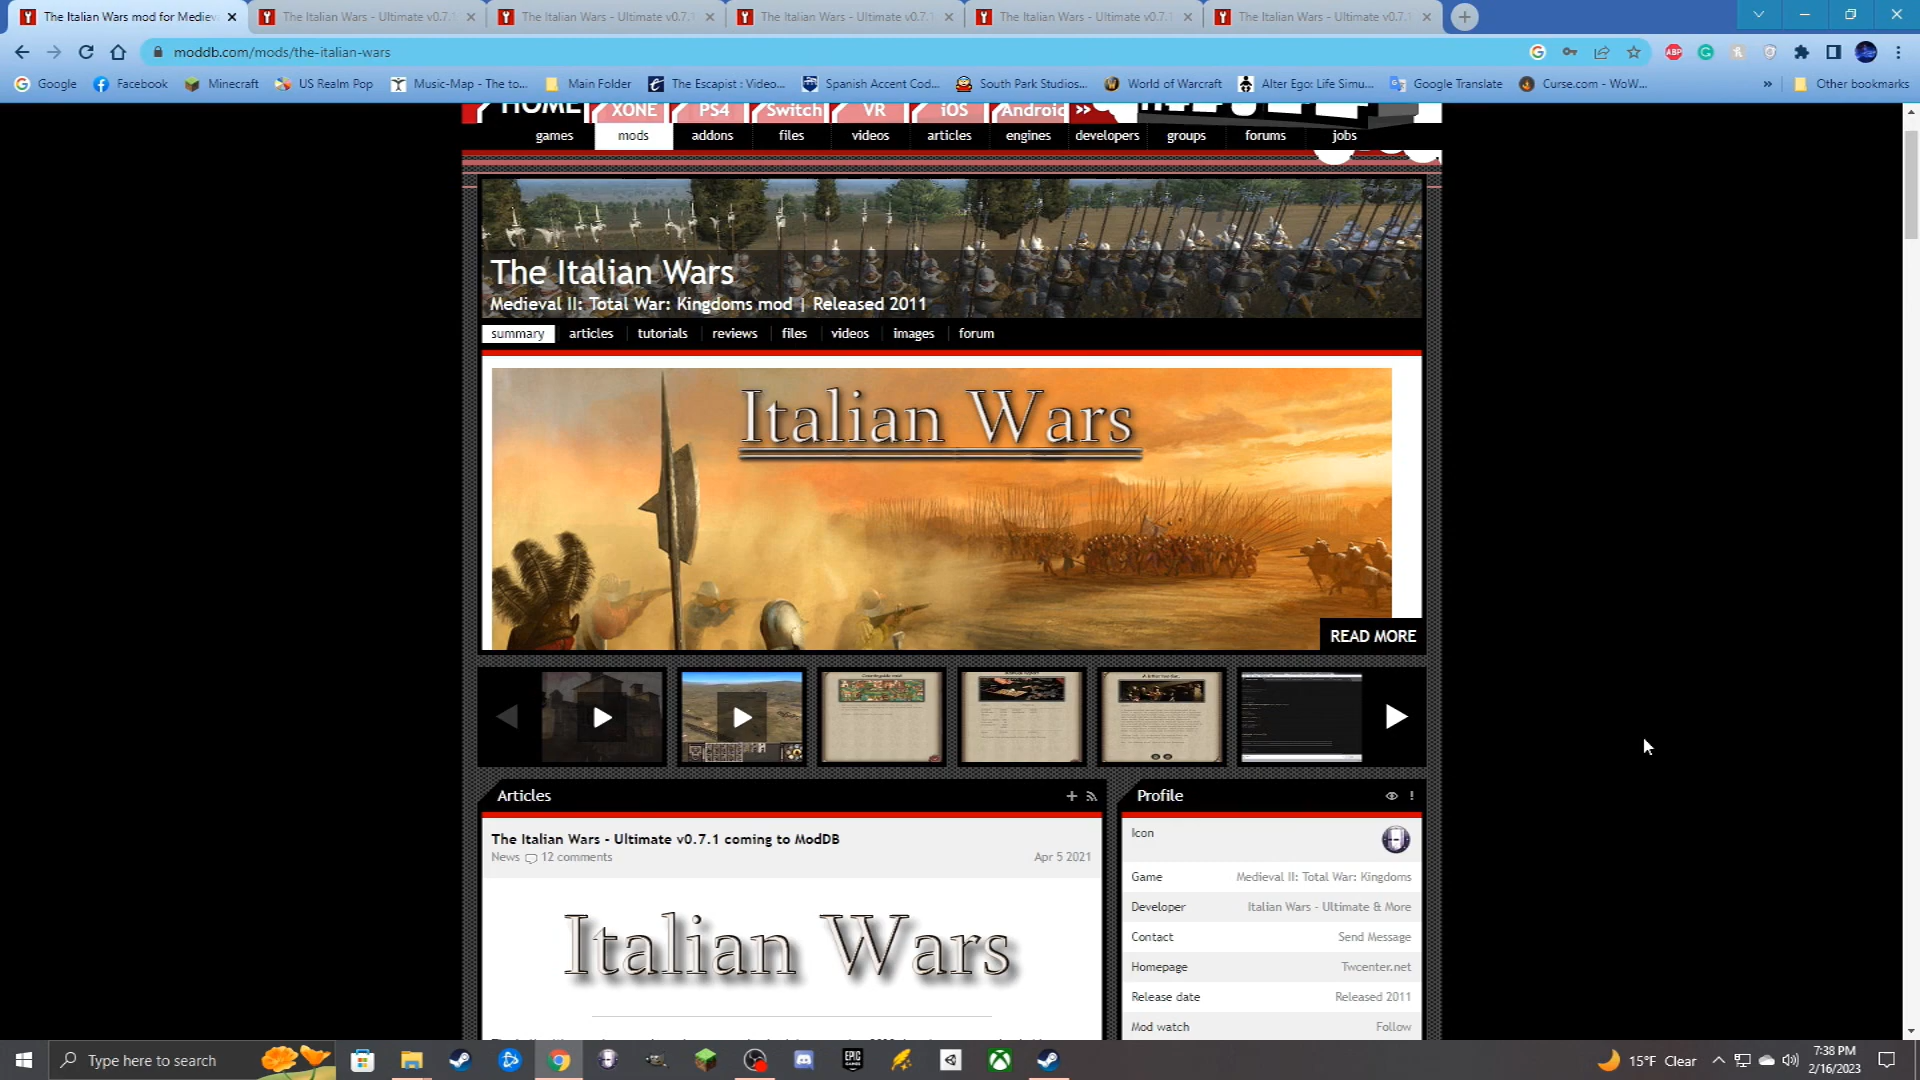 The Italian Wars mod for Mediev
The Italian Wars - Ultimate v0.7.1
The Italian Wars - Ultimate v0.7.1
The Italian Wars - Ultimate v0.7.1
The Italian Wars - Ultimate v0.7.1
The Italian Wars - Ultimate v0.7.1
moddb.com/mods/the-italian-wars
Google
Facebook
Minecraft
US Realm Pop
Music-Map - The to...
Main Folder
The Escapist : Video...
Spanish Accent Cod...
South Park Studios...
World of Warcraft
Alter Ego: Life Simu...
Google Translate
Curse.com - WoW...
» Other bookmarks
HOME XONE PS4 Switch VR iOS Android >>
games mods addons files videos articles engines developers groups forums jobs
The Italian Wars
Medieval II: Total War: Kingdoms mod | Released 2011
summary articles tutorials reviews files videos images forum
Italian Wars
READ MORE
Articles
The Italian Wars - Ultimate v0.7.1 coming to ModDB
News 12 comments Apr 5 2021
Italian Wars
Profile
Icon
Game Medieval II: Total War: Kingdoms
Developer Italian Wars - Ultimate & More
Contact Send Message
Homepage Twcenter.net
Release date Released 2011
Mod watch Follow
Type here to search
15°F Clear
7:38 PM
2/16/2023